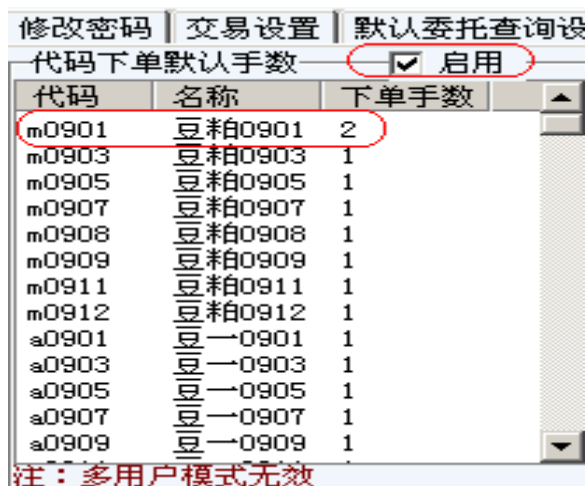 修改密码 交易设置 默认委托查询设
代码下单默认手数 启用
代码 名称 下单手数
m0901 豆粕0901 2
m0903 豆粕0903 1
m0905 豆粕0905 1
m0907 豆粕0907 1
m0908 豆粕0908 1
m0909 豆粕0909 1
m0911 豆粕0911 1
m0912 豆粕0912 1
a0901 豆一0901 1
a0903 豆一0903 1
a0905 豆一0905 1
a0907 豆一0907 1
a0909 豆一0909 1
注：多用户模式无效